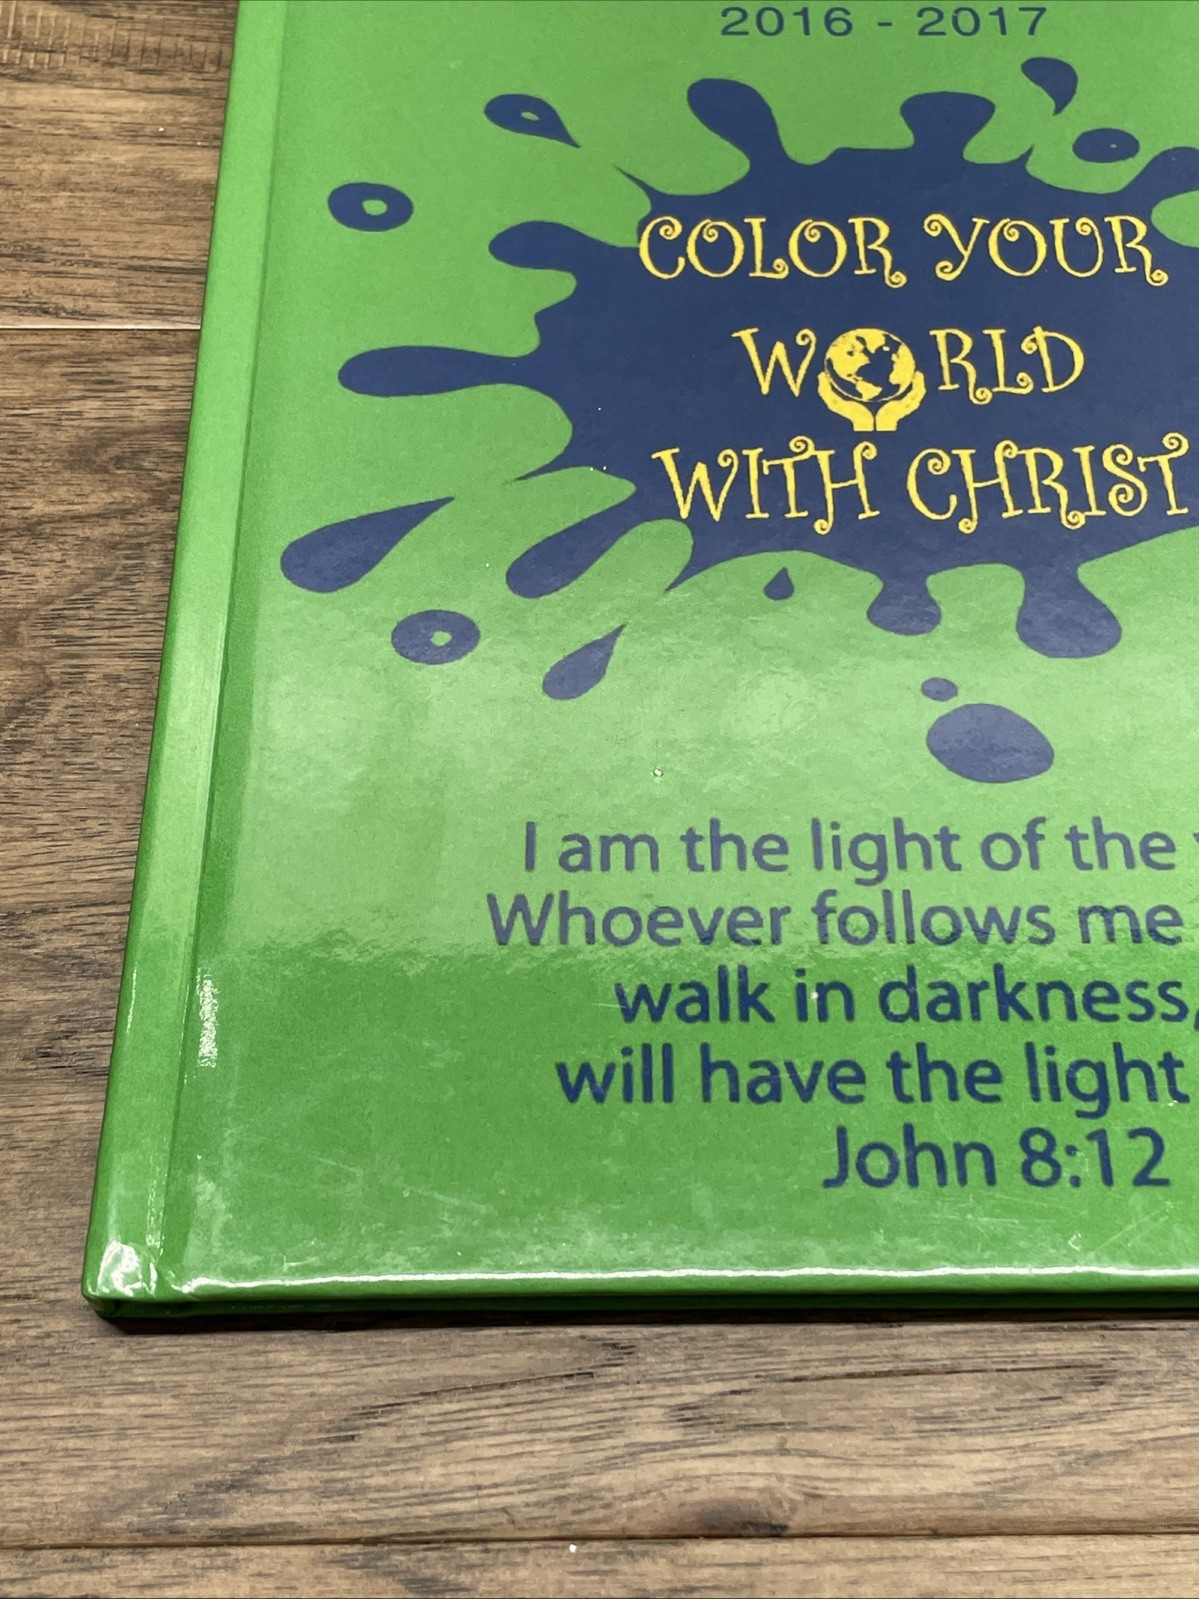 2016 - 2017
COLOR YOUR
WORLD
WITH CHRIST
I am the light of the
Whoever follows me
walk in darkness,
will have the light
John 8:12